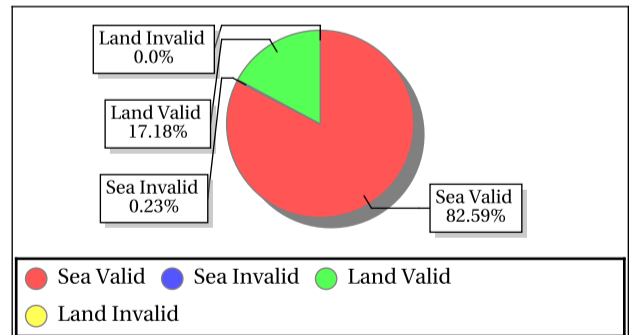 Land Invalid
0.0%
Land Valid
17.18%
Sea Invalid
0.23%
Sea Valid
82.59%
Sea Valid Sea Invalid Land Valid
Land Invalid